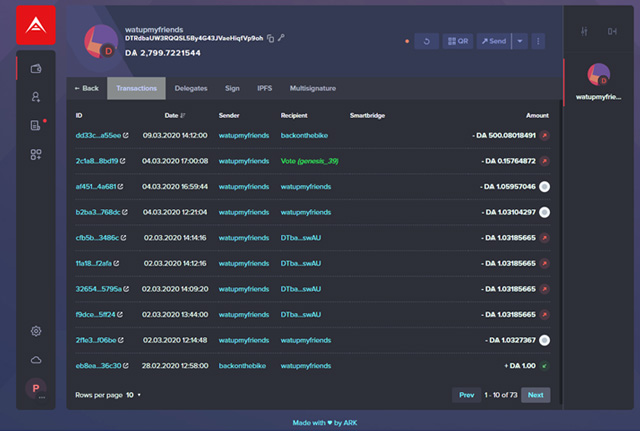 watupmyfriends
DTRdbaUW3RQQSL5By4G43JVaeHiqfVp9oh
DѦ 2,799.7221544
QR Send
watupmyfrie...
← Back Transactions Delegates Sign IPFS Multisignature
ID Date Sender Recipient Smartbridge Amount
dd33c...a55ee 09.03.2020 14:12:00 watupmyfriends backonthebike - DѦ 500.08018491
2c1a8...8bd19 04.03.2020 17:00:08 watupmyfriends Vote (genesis_39) - DѦ 0.15764872
af451...4a681 04.03.2020 16:59:44 watupmyfriends watupmyfriends - DѦ 1.05957046
b2ba3...768dc 04.03.2020 12:21:04 watupmyfriends watupmyfriends - DѦ 1.03104297
cfb5b...3486c 02.03.2020 14:14:16 watupmyfriends DTba...swAU - DѦ 1.03185665
11a18...f2afa 02.03.2020 14:12:16 watupmyfriends DTba...swAU - DѦ 1.03185665
32654...5795a 02.03.2020 14:09:20 watupmyfriends DTba...swAU - DѦ 1.03185665
f9dce...5ff24 02.03.2020 13:44:00 watupmyfriends DTba...swAU - DѦ 1.03185665
2f1e3...f06be 02.03.2020 12:14:48 watupmyfriends watupmyfriends - DѦ 1.0327367
eb8ea...36c30 28.02.2020 12:58:00 backonthebike watupmyfriends + DѦ 1.00
P
Rows per page 10 Prev 1 - 10 of 73 Next
Made with ♥ by ARK